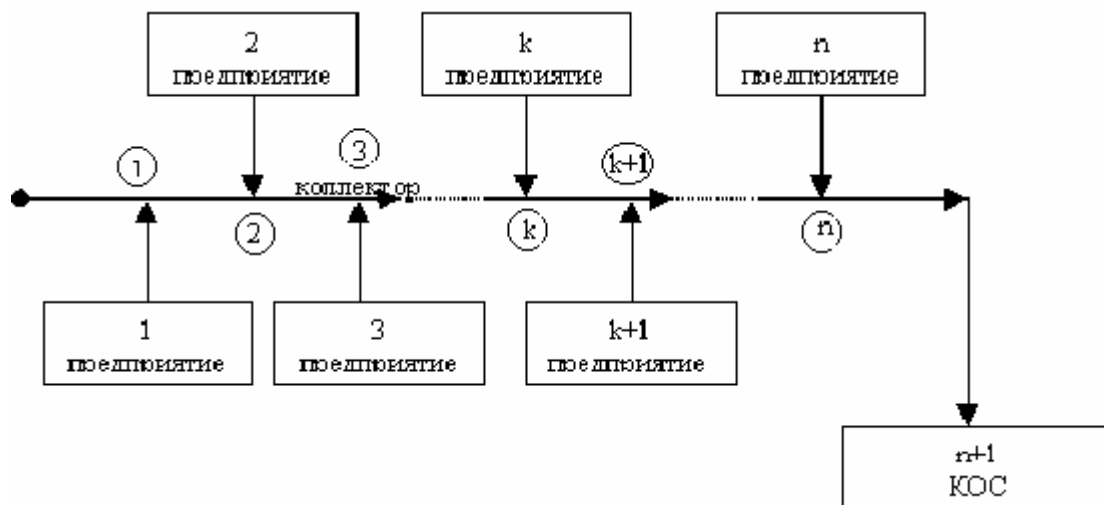 2
предприятие
k
предприятие
n
предприятие
1
3
k+1
коллектор
2
k
n
1
предприятие
3
предприятие
k+1
предприятие
n+1
КОС